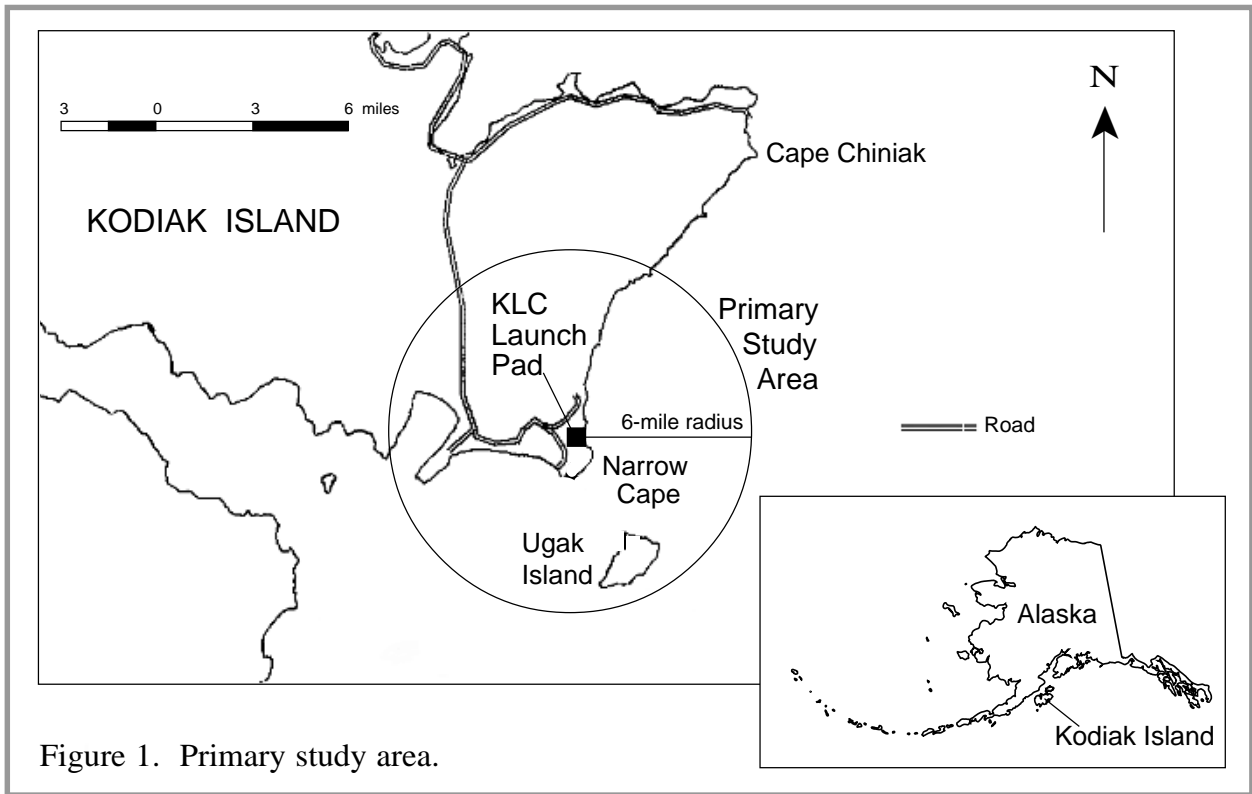 3 0 3 6 miles
N
Cape Chiniak
KODIAK ISLAND
KLC
Launch
Pad
Primary
Study
Area
6-mile radius
Road
Narrow
Cape
Ugak
Island
Alaska
Kodiak Island
Figure 1. Primary study area.